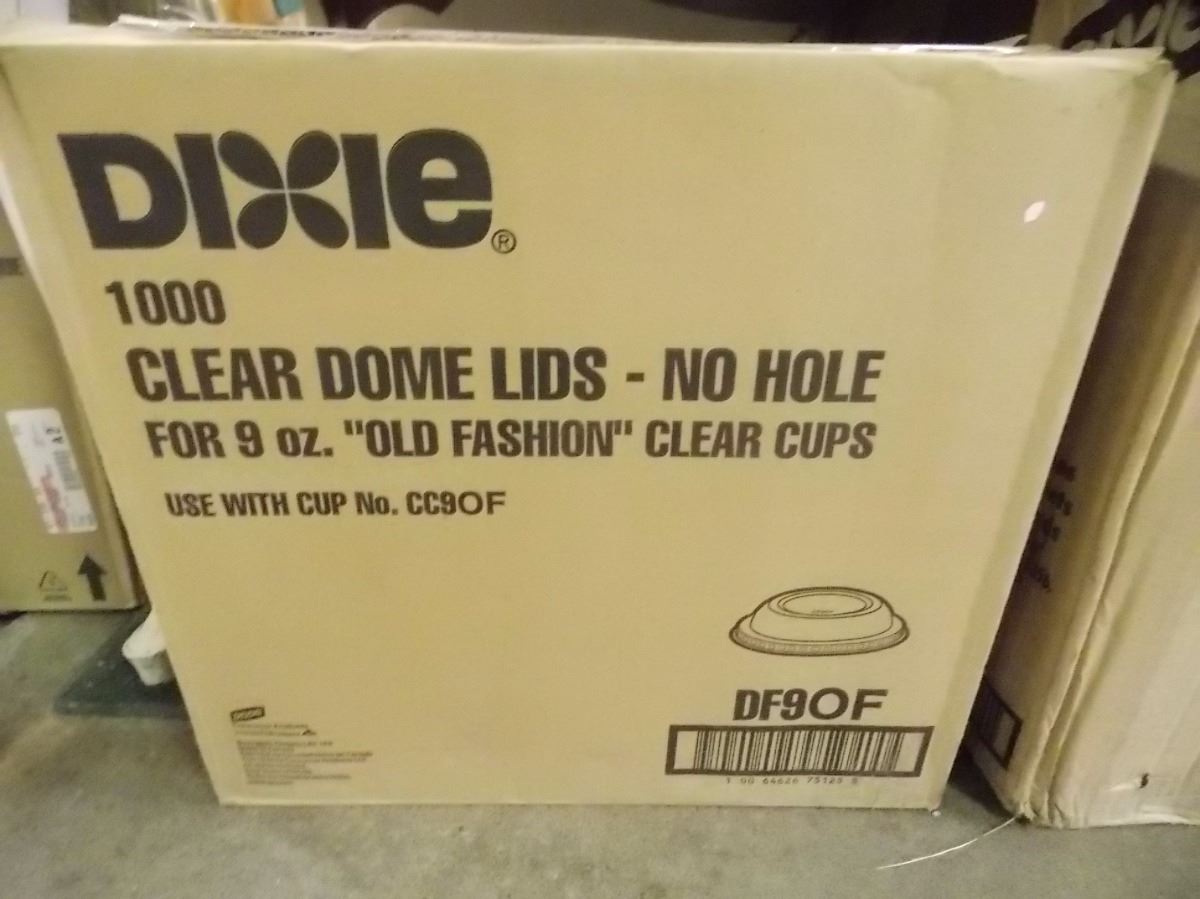 DIXIE®
1000
CLEAR DOME LIDS - NO HOLE
FOR 9 oz. "OLD FASHION" CLEAR CUPS
USE WITH CUP No. CC9OF
DF9OF
DIXIE